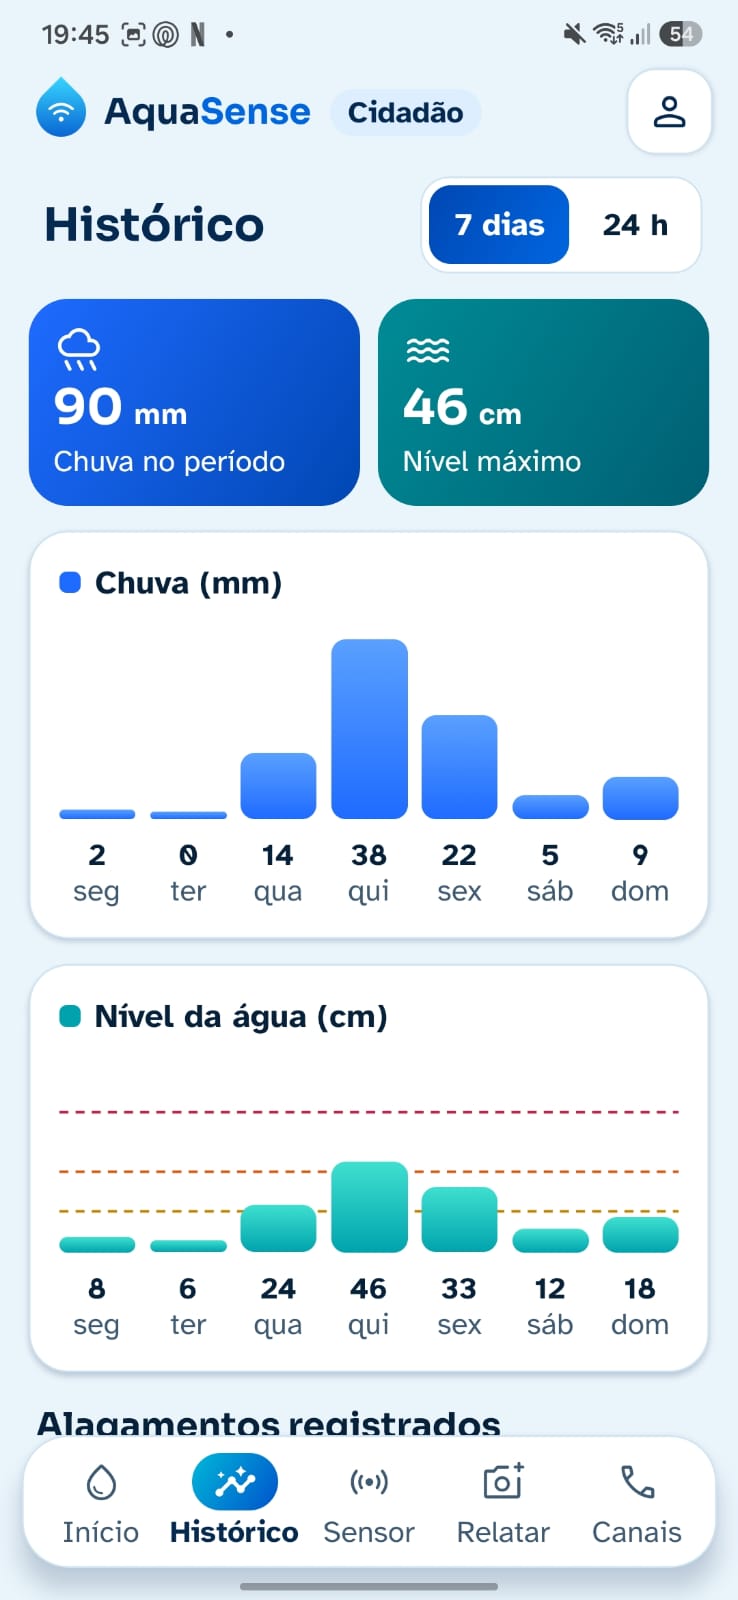 19:45
54
AquaSense Cidadão
Histórico
7 dias 24 h
90 mm
Chuva no período
46 cm
Nível máximo
Chuva (mm)
2 0 14 38 22 5 9
seg ter qua qui sex sáb dom
Nível da água (cm)
8 6 24 46 33 12 18
seg ter qua qui sex sáb dom
Alagamentos registrados
Início Histórico Sensor Relatar Canais